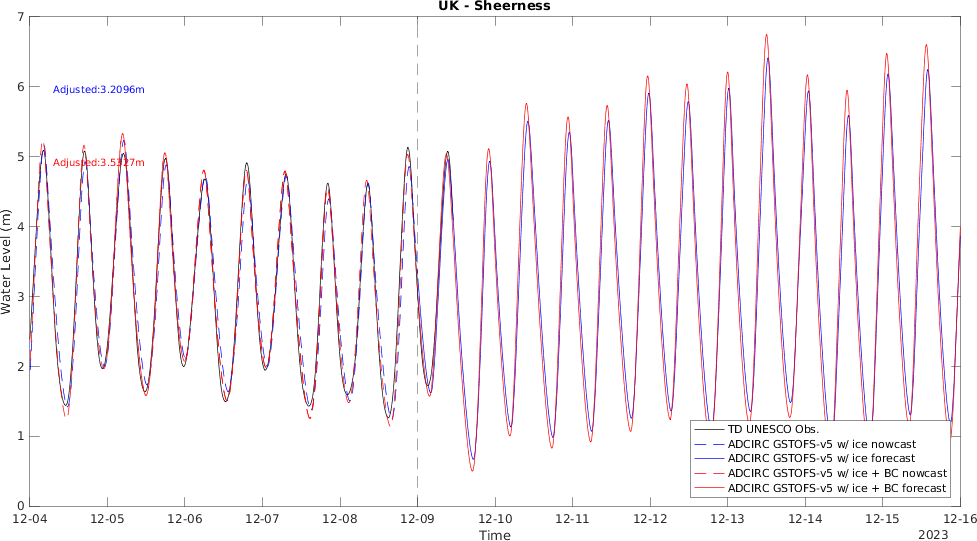 UK - Sheerness
7
6
5
4
3
2
1
0
Water Level (m)
Adjusted:3.2096m
Adjusted:3.5327m
TD UNESCO Obs.
ADCIRC GSTOFS-v5 w/ ice nowcast
ADCIRC GSTOFS-v5 w/ ice forecast
ADCIRC GSTOFS-v5 w/ ice + BC nowcast
ADCIRC GSTOFS-v5 w/ ice + BC forecast
12-04 12-05 12-06 12-07 12-08 12-09 12-10 12-11 12-12 12-13 12-14 12-15 12-16
Time
2023